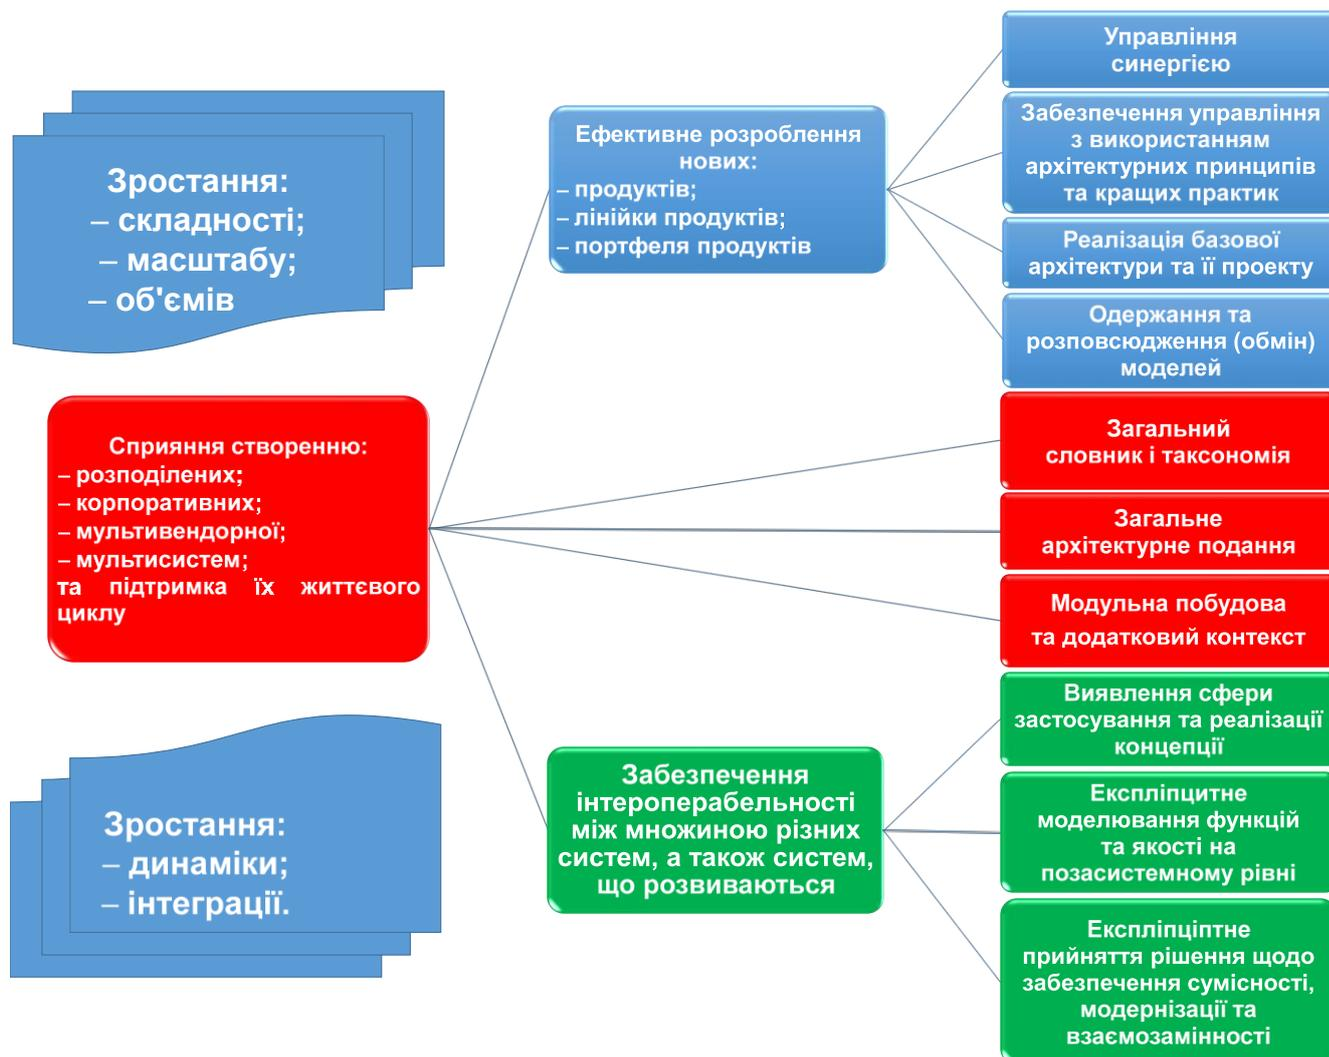 Зростання:
– складності;
– масштабу;
– об'ємів
Сприяння створенню:
– розподілених;
– корпоративних;
– мультивендорної;
– мультисистем;
та підтримка їх життєвого
циклу
Зростання:
– динаміки;
– інтеграції.
Ефективне розроблення
нових:
– продуктів;
– лінійки продуктів;
– портфеля продуктів
Забезпечення
інтероперабельності
між множиною різних
систем, а також систем,
що розвиваються
Управління
синергією
Забезпечення управління
з використанням
архітектурних принципів
та кращих практик
Реалізація базової
архітектури та її проекту
Одержання та
розповсюдження (обмін)
моделей
Загальний
словник і таксономія
Загальне
архітектурне подання
Модульна побудова
та додатковий контекст
Виявлення сфери
застосування та реалізації
концепції
Експліпцитне
моделювання функцій
та якості на
позасистемному рівні
Експліпціптне
прийняття рішення щодо
забезпечення сумісності,
модернізації та
взаємозамінності